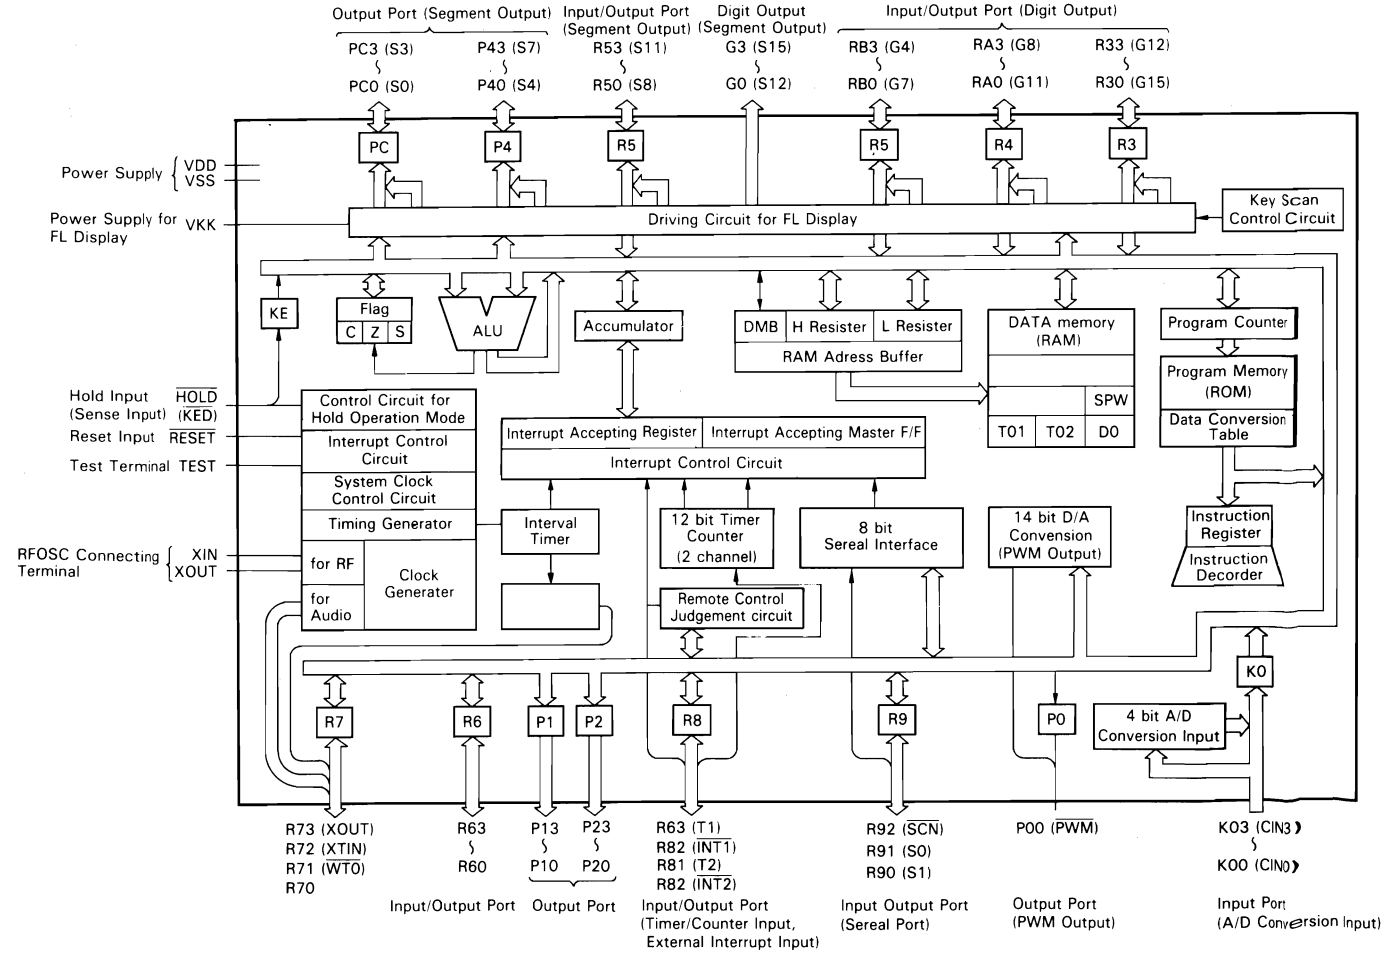 Output Port (Segment Output)
Input/Output Port
(Segment Output)
Digit Output
(Segment Output)
Input/Output Port (Digit Output)
PC3 (S3)
P43 (S7)
R53 (S11)
G3 (S15)
RB3 (G4)
RA3 (G8)
R33 (G12)
PC0 (S0)
P40 (S4)
R50 (S8)
G0 (S12)
RB0 (G7)
RA0 (G11)
R30 (G15)
PC
P4
R5
R5
R4
R3
Power Supply
VDD
VSS
Power Supply for
FL Display
VKK
Driving Circuit for FL Display
Key Scan
Control Circuit
KE
Flag
C Z S
ALU
Accumulator
DMB
H Register
L Register
RAM Adress Buffer
DATA memory
(RAM)
SPW
T01
T02
D0
Program Counter
Program Memory
(ROM)
Data Conversion
Table
Hold Input
(Sense Input)
HOLD
(KED)
Reset Input
RESET
Test Terminal TEST
RFOSC Connecting
Terminal
XIN
XOUT
Control Circuit for
Hold Operation Mode
Interrupt Control
Circuit
System Clock
Control Circuit
Timing Generator
for RF
for
Audio
Clock
Generater
Interrupt Accepting Register
Interrupt Accepting Master F/F
Interrupt Control Circuit
Interval
Timer
12 bit Timer
Counter
(2 channel)
Remote Control
Judgement circuit
8 bit
Sereal Interface
14 bit D/A
Convension
(PWM Output)
Instruction
Register
Instruction
Decorder
R7
R6
P1
P2
R8
R9
P0
K0
4 bit A/D
Conversion Input
R73 (XOUT)
R72 (XTIN)
R71 (WTO)
R70
R63
R60
P13
P10
P23
P20
R63 (T1)
R82 (INT1)
R81 (T2)
R82 (INT2)
R92 (SCN)
R91 (S0)
R90 (S1)
P00 (PWM)
K03 (CIN3)
K00 (CIN0)
Input/Output Port
Output Port
Input/Output Port
(Timer/Counter Input,
External Interrupt Input)
Input Output Port
(Sereal Port)
Output Port
(PWM Output)
Input Port
(A/D Conversion Input)